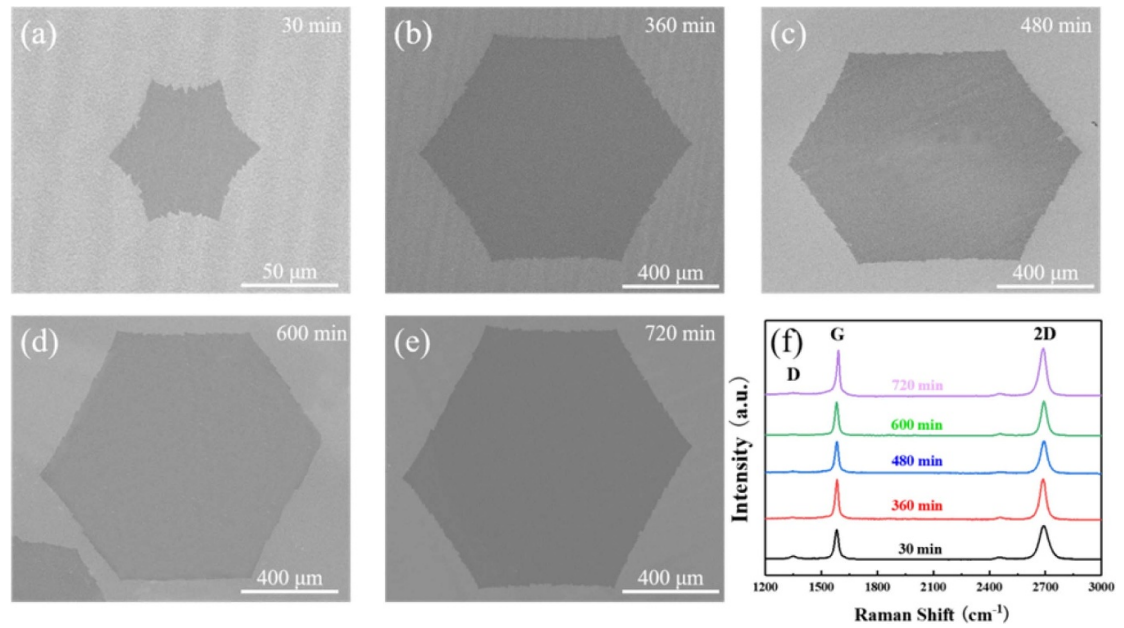 (a) 30 min
50 μm
(b) 360 min
400 μm
(c) 480 min
400 μm
(d) 600 min
400 μm
(e) 720 min
400 μm
(f)
G 2D
D
720 min
600 min
480 min
360 min
30 min
Intensity (a.u.)
1200 1500 1800 2100 2400 2700 3000
Raman Shift (cm⁻¹)